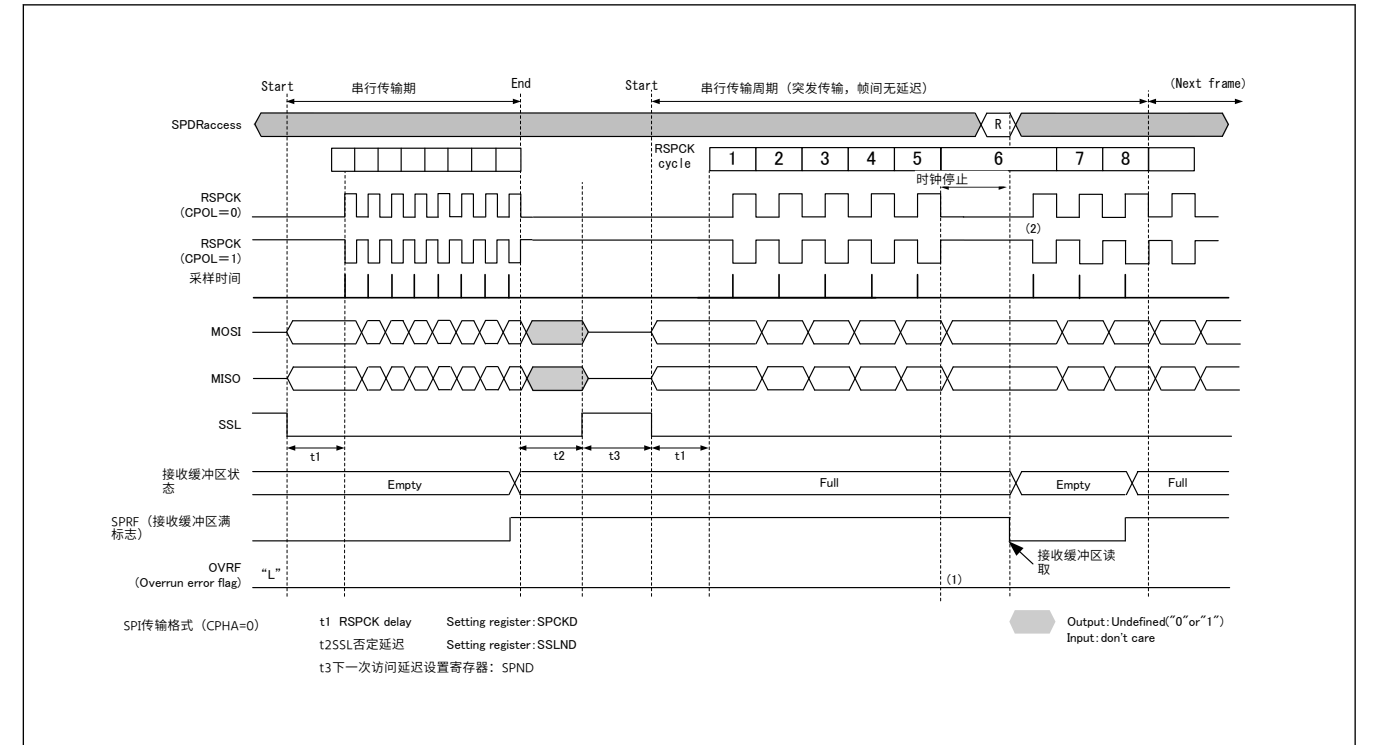 Start
串行传输期
End
Start
串行传输周期（突发传输，帧间无延迟）
(Next frame)
SPDRaccess
R
RSPCK
cycle
1 2 3 4 5 6 7 8
时钟停止
RSPCK
(CPOL=0)
(2)
RSPCK
(CPOL=1)
采样时间
MOSI
MISO
SSL
t1 t2 t3 t1
接收缓冲区状
态
Empty Full Empty Full
SPRF（接收缓冲区满
标志）
接收缓冲区读
取
OVRF
(Overrun error flag)
“L”
(1)
SPI传输格式（CPHA=0）
t1 RSPCK delay Setting register:SPCKD
t2SSL否定延迟 Setting register:SSLND
t3下一次访问延迟设置寄存器：SPND
Output:Undefined("0"or"1")
Input:don't care